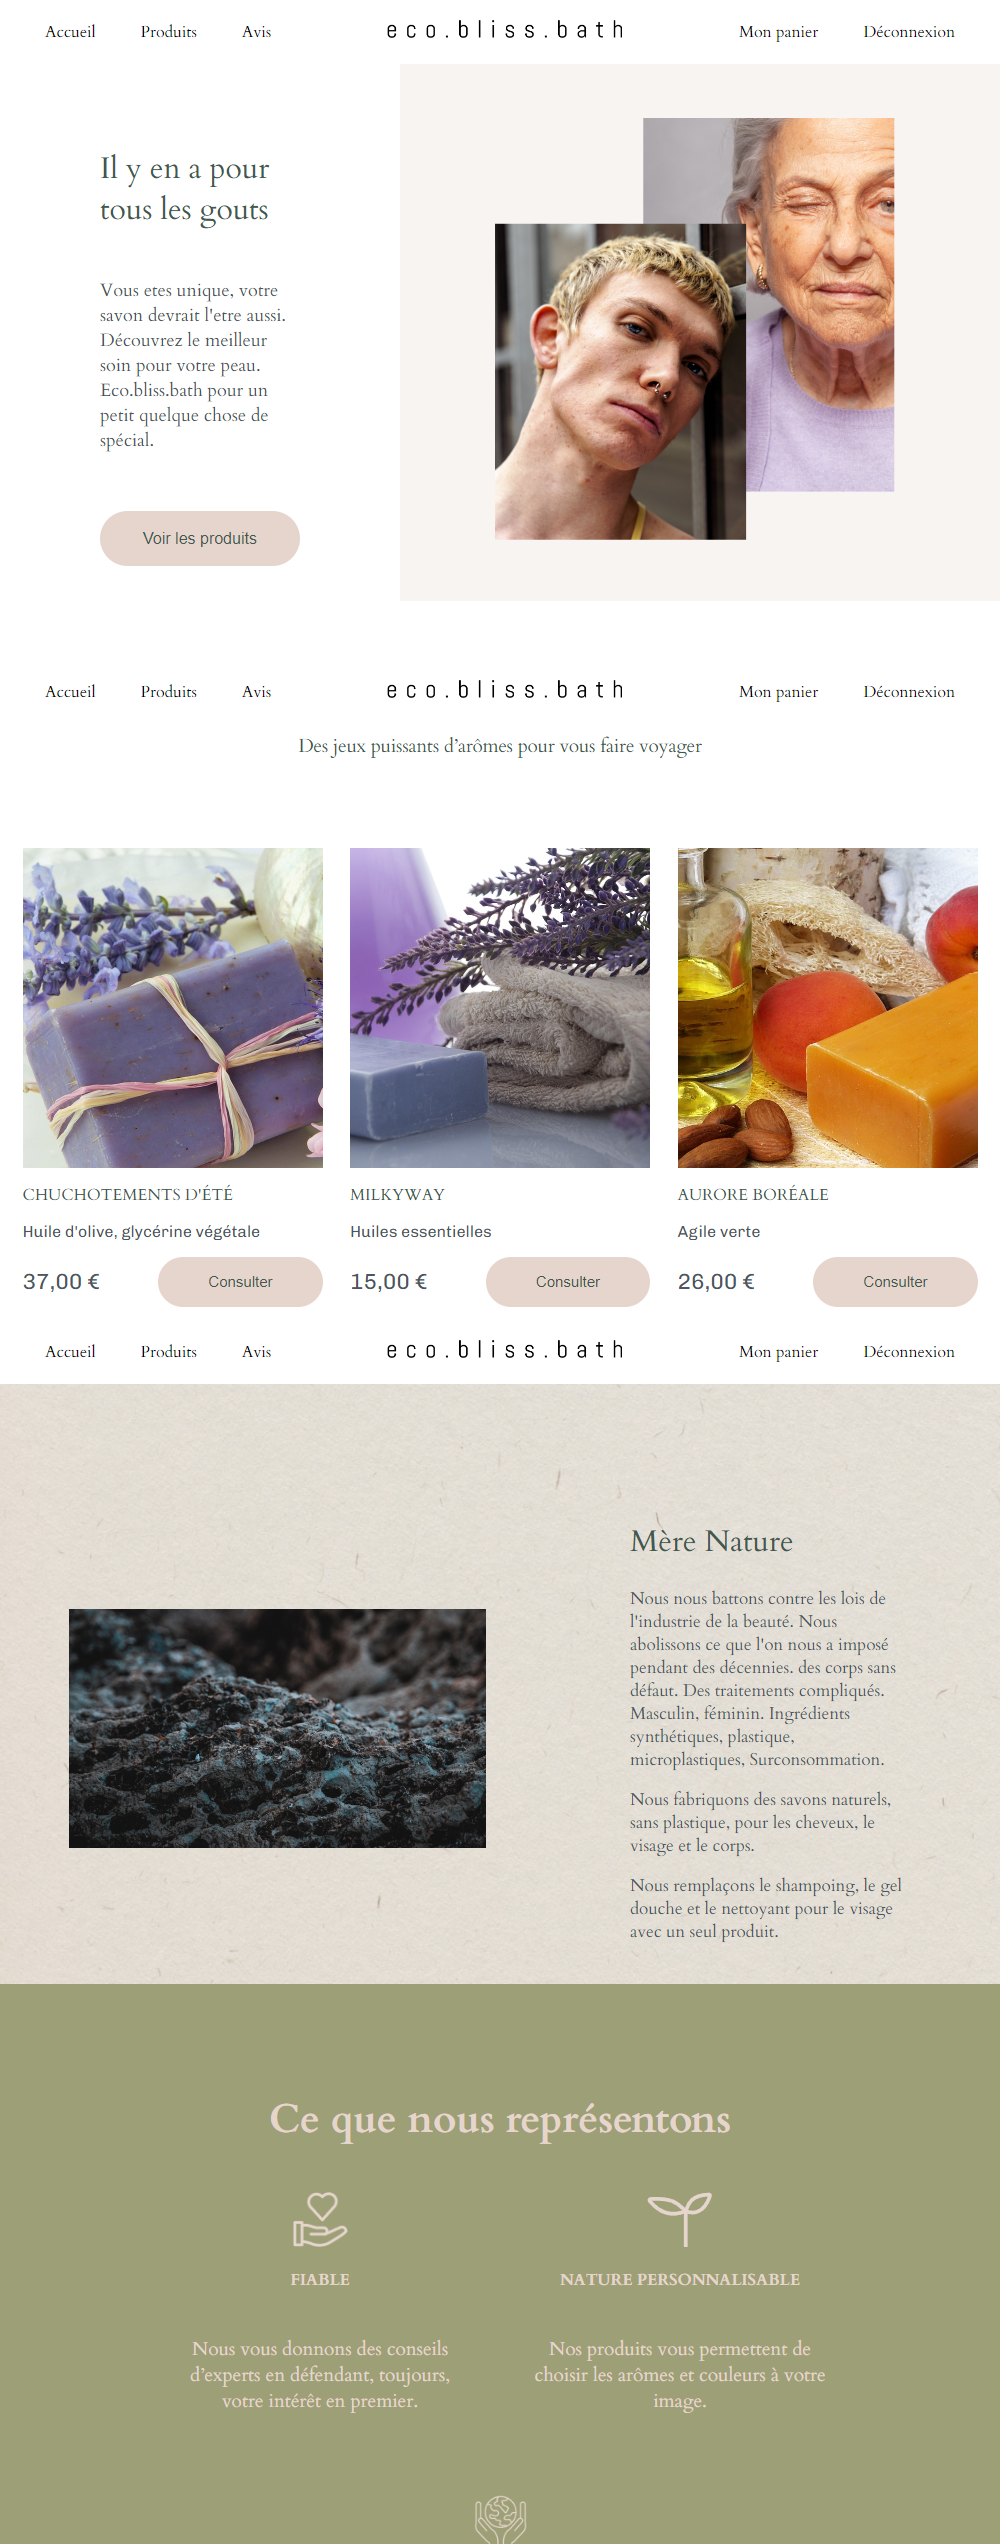 Accueil Produits Avis eco.bliss.bath Mon panier Déconnexion
Il y en a pour
tous les gouts
Vous etes unique, votre
savon devrait l'etre aussi.
Découvrez le meilleur
soin pour votre peau.
Eco.bliss.bath pour un
petit quelque chose de
spécial.
Voir les produits
Accueil Produits Avis eco.bliss.bath Mon panier Déconnexion
Des jeux puissants d’arômes pour vous faire voyager
CHUCHOTEMENTS D'ÉTÉ
Huile d'olive, glycérine végétale
37,00 € Consulter
MILKYWAY
Huiles essentielles
15,00 € Consulter
AURORE BORÉALE
Agile verte
26,00 € Consulter
Accueil Produits Avis eco.bliss.bath Mon panier Déconnexion
Mère Nature
Nous nous battons contre les lois de
l'industrie de la beauté. Nous
abolissons ce que l'on nous a imposé
pendant des décennies. des corps sans
défaut. Des traitements compliqués.
Masculin, féminin. Ingrédients
synthétiques, plastique,
microplastiques, Surconsommation.
Nous fabriquons des savons naturels,
sans plastique, pour les cheveux, le
visage et le corps.
Nous remplaçons le shampoing, le gel
douche et le nettoyant pour le visage
avec un seul produit.
Ce que nous représentons
FIABLE
Nous vous donnons des conseils
d’experts en défendant, toujours,
votre intérêt en premier.
NATURE PERSONNALISABLE
Nos produits vous permettent de
choisir les arômes et couleurs à votre
image.